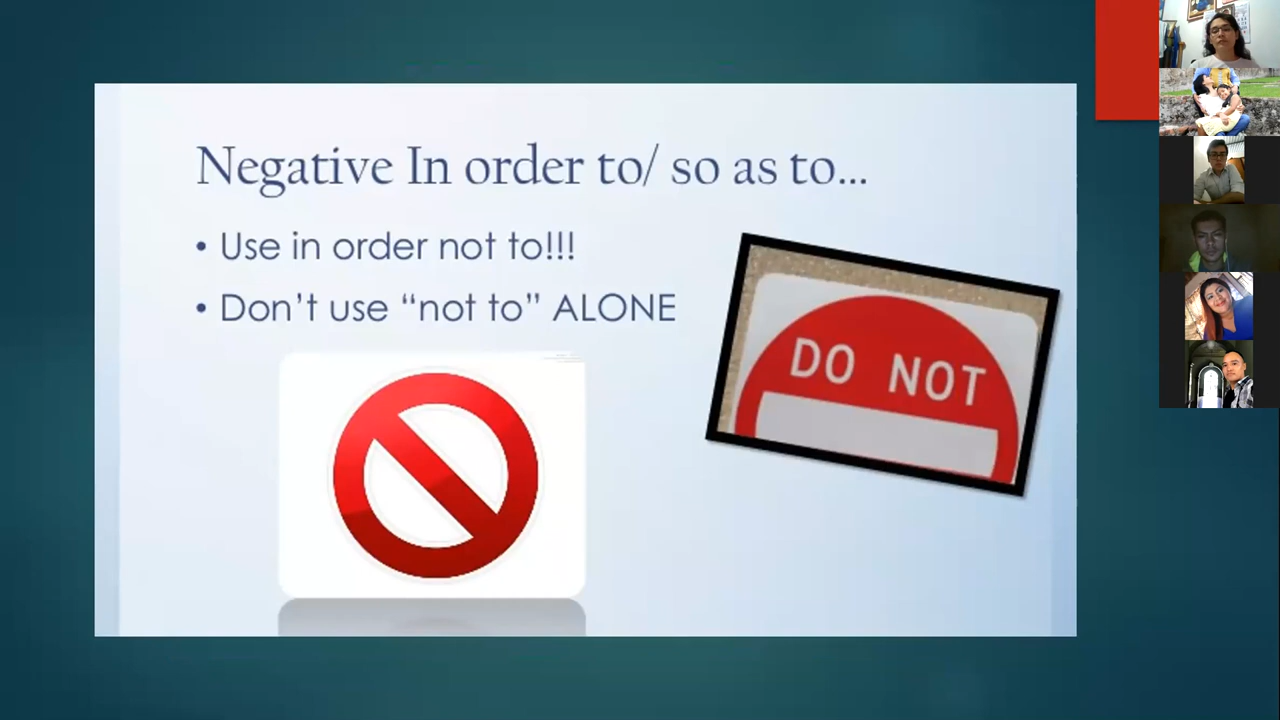 Negative In order to/ so as to...
• Use in order not to!!!
• Don’t use “not to” ALONE
DO NOT